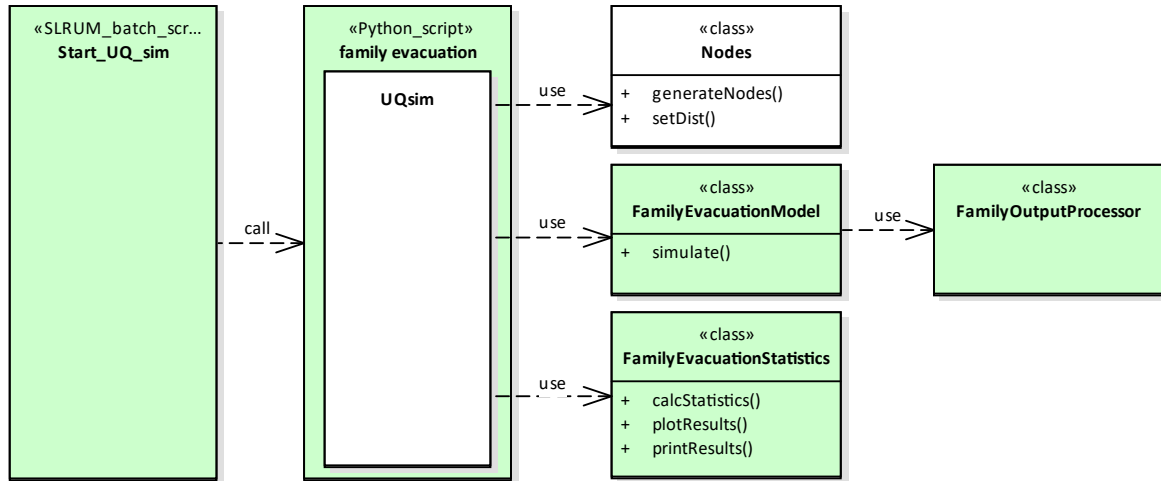 «SLRUM_batch_scr...
Start_UQ_sim
call
«Python_script»
family evacuation
UQsim
use
use
use
«class»
Nodes
+ generateNodes()
+ setDist()
«class»
FamilyEvacuationModel
+ simulate()
use
«class»
FamilyOutputProcessor
«class»
FamilyEvacuationStatistics
+ calcStatistics()
+ plotResults()
+ printResults()